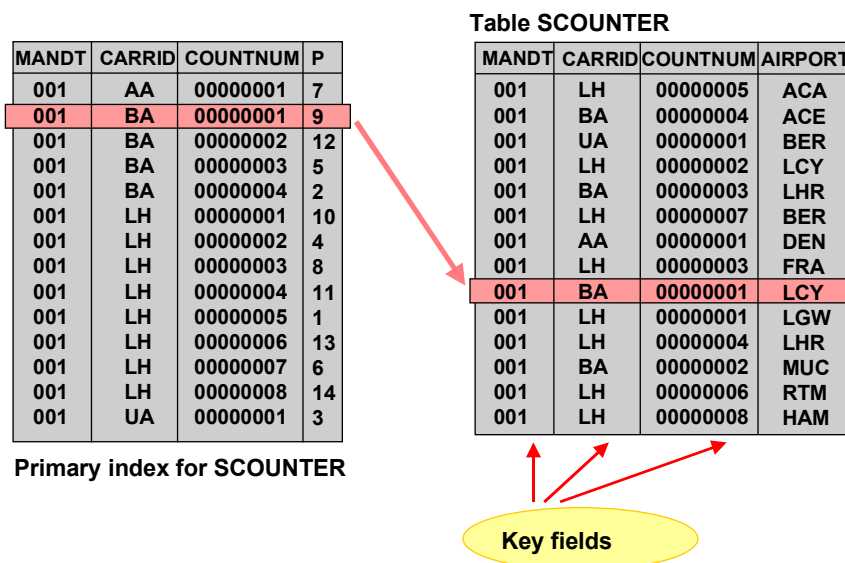 Table SCOUNTER
MANDT CARRID COUNTNUM P
001 AA 00000001 7
001 BA 00000001 9
001 BA 00000002 12
001 BA 00000003 5
001 BA 00000004 2
001 LH 00000001 10
001 LH 00000002 4
001 LH 00000003 8
001 LH 00000004 11
001 LH 00000005 1
001 LH 00000006 13
001 LH 00000007 6
001 LH 00000008 14
001 UA 00000001 3
Primary index for SCOUNTER
MANDT CARRID COUNTNUM AIRPORT
001 LH 00000005 ACA
001 BA 00000004 ACE
001 UA 00000001 BER
001 LH 00000002 LCY
001 BA 00000003 LHR
001 LH 00000007 BER
001 AA 00000001 DEN
001 LH 00000003 FRA
001 BA 00000001 LCY
001 LH 00000001 LGW
001 LH 00000004 LHR
001 BA 00000002 MUC
001 LH 00000006 RTM
001 LH 00000008 HAM
Key fields